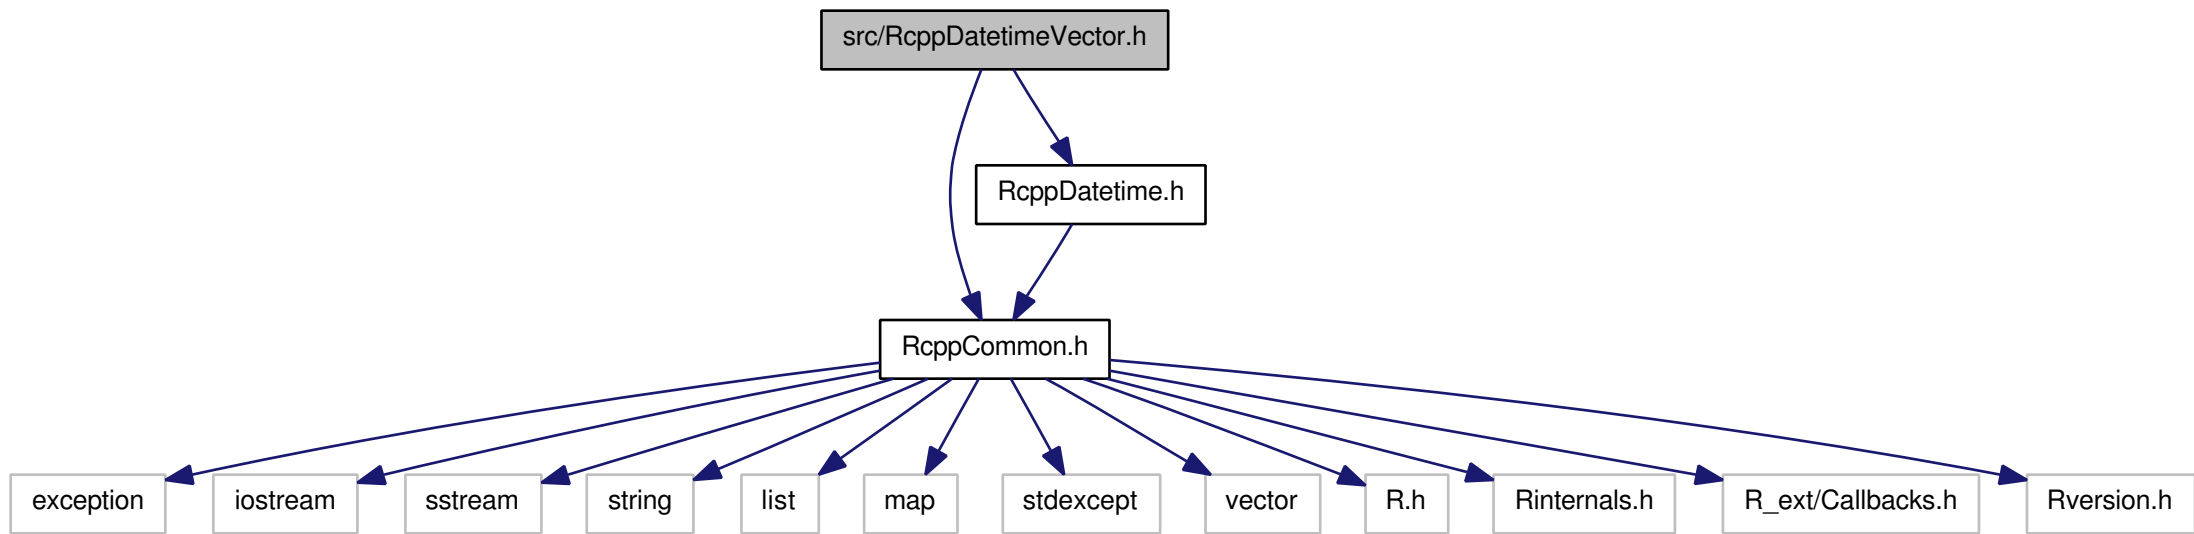 src/RcppDatetimeVector.h
RcppDatetime.h
RcppCommon.h
exception
iostream
sstream
string
list
map
stdexcept
vector
R.h
Rinternals.h
R_ext/Callbacks.h
Rversion.h